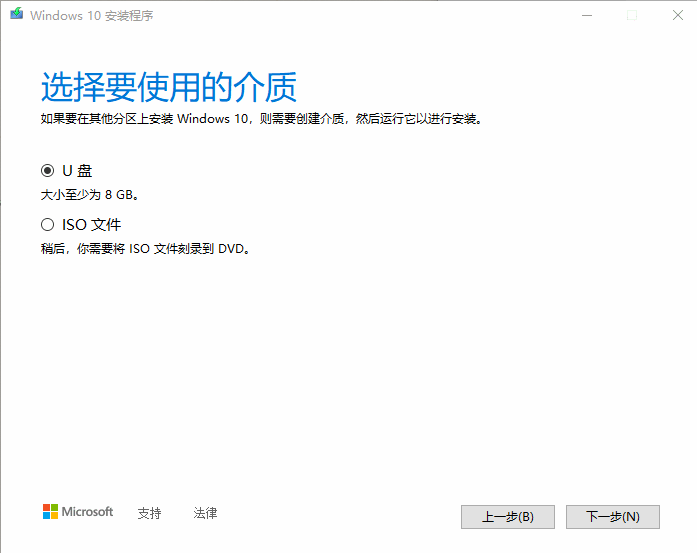 Windows 10 安装程序
选择要使用的介质
如果要在其他分区上安装 Windows 10，则需要创建介质，然后运行它以进行安装。
U 盘
大小至少为 8 GB。
ISO 文件
稍后，你需要将 ISO 文件刻录到 DVD。
Microsoft 支持 法律 上一步(B) 下一步(N)